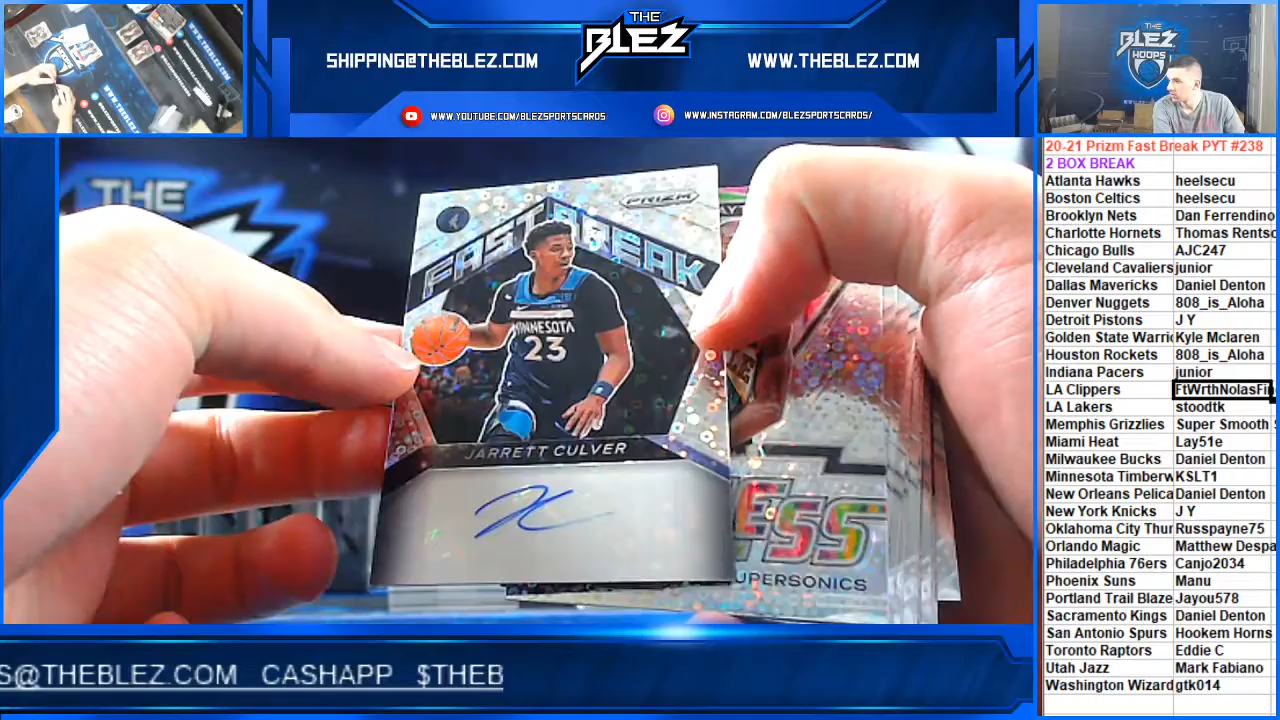 THE
BLEZ
SHIPPING@THEBLEZ.COM
WWW.THEBLEZ.COM
WWW.YOUTUBE.COM/BLEZSPORTSCARDS
WWW.INSTAGRAM.COM/BLEZSPORTSCARDS/
THE
BLEZ
HOOPS
THE
PRIZM
FAST BREAK
MINNESOTA
23
JARRETT CULVER
ESS
UPERSONICS
20-21 Prizm Fast Break PYT #238
2 BOX BREAK
Atlanta Hawks heelsecu
Boston Celtics heelsecu
Brooklyn Nets Dan Ferrendino
Charlotte Hornets Thomas Rentsc
Chicago Bulls AJC247
Cleveland Cavaliers junior
Dallas Mavericks Daniel Denton
Denver Nuggets 808_is_Aloha
Detroit Pistons J Y
Golden State Warric Kyle Mclaren
Houston Rockets 808_is_Aloha
Indiana Pacers junior
LA Clippers FtWrthNolasFi
LA Lakers stoodtk
Memphis Grizzlies Super Smooth S
Miami Heat Lay51e
Milwaukee Bucks Daniel Denton
Minnesota Timberw KSLT1
New Orleans Pelica Daniel Denton
New York Knicks J Y
Oklahoma City Thur Russpayne75
Orlando Magic Matthew Despa
Philadelphia 76ers Canjo2034
Phoenix Suns Manu
Portland Trail Blaze Jayou578
Sacramento Kings Daniel Denton
San Antonio Spurs Hookem Horns
Toronto Raptors Eddie C
Utah Jazz Mark Fabiano
Washington Wizard gtk014
S@THEBLEZ.COM CASHAPP $THEB